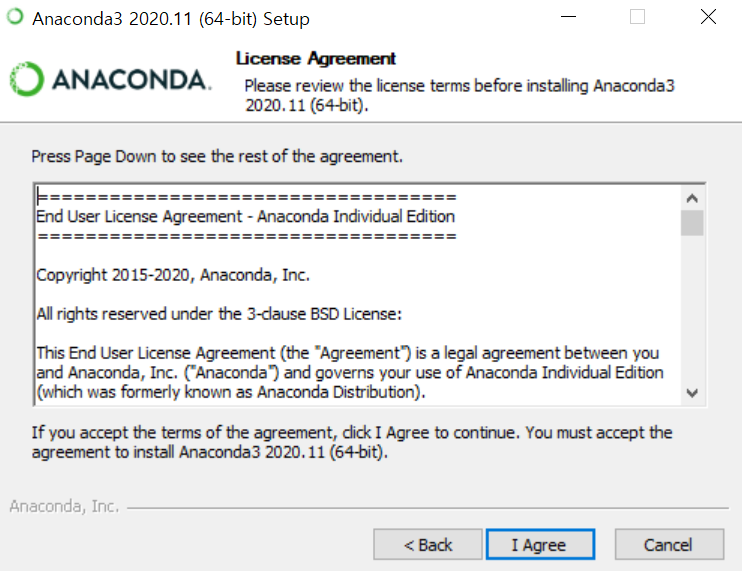 Anaconda3 2020.11 (64-bit) Setup
ANACONDA.
License Agreement
Please review the license terms before installing Anaconda3
2020.11 (64-bit).
Press Page Down to see the rest of the agreement.
===================================
End User License Agreement - Anaconda Individual Edition
===================================
Copyright 2015-2020, Anaconda, Inc.
All rights reserved under the 3-clause BSD License:
This End User License Agreement (the "Agreement") is a legal agreement between you
and Anaconda, Inc. ("Anaconda") and governs your use of Anaconda Individual Edition
(which was formerly known as Anaconda Distribution).
If you accept the terms of the agreement, click I Agree to continue. You must accept the
agreement to install Anaconda3 2020.11 (64-bit).
Anaconda, Inc.
< Back
I Agree
Cancel